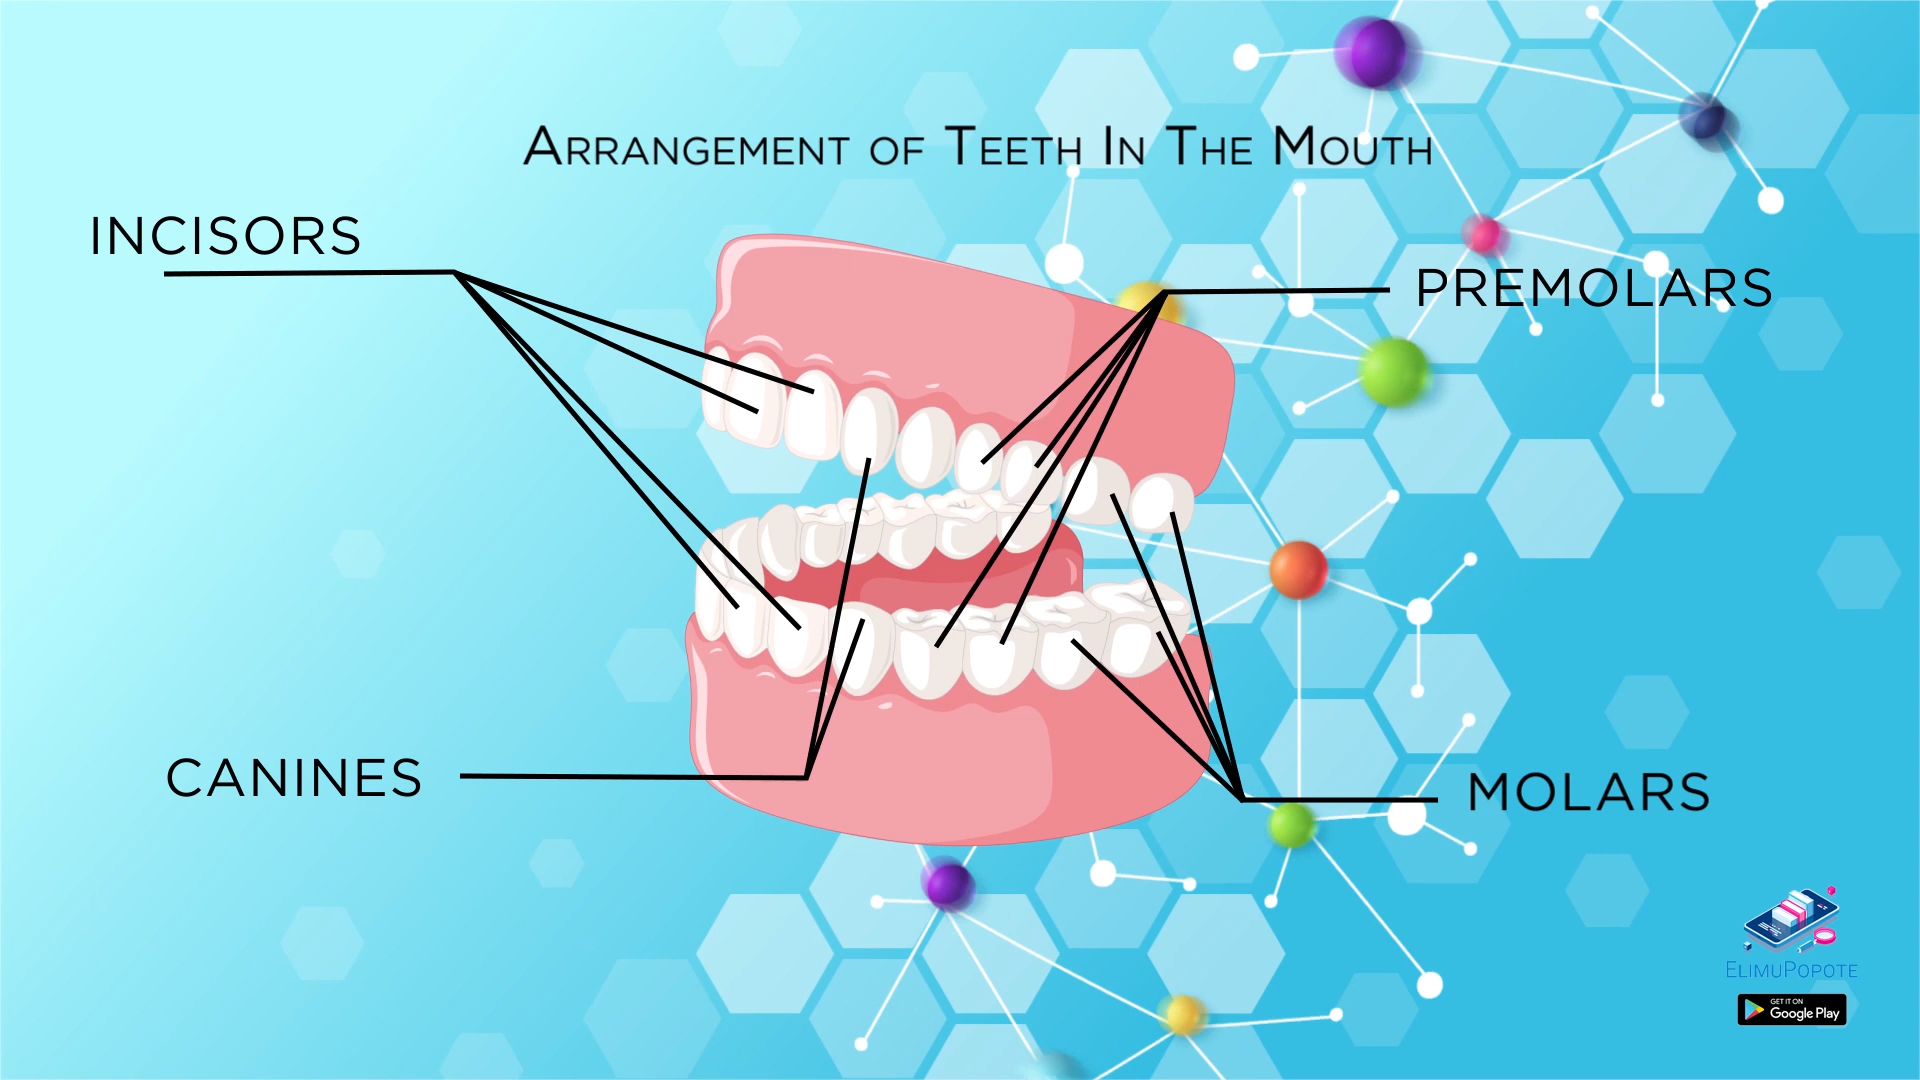 Arrangement of Teeth In The Mouth
INCISORS
PREMOLARS
CANINES
MOLARS
ElimuPopote
GET IT ON
Google Play